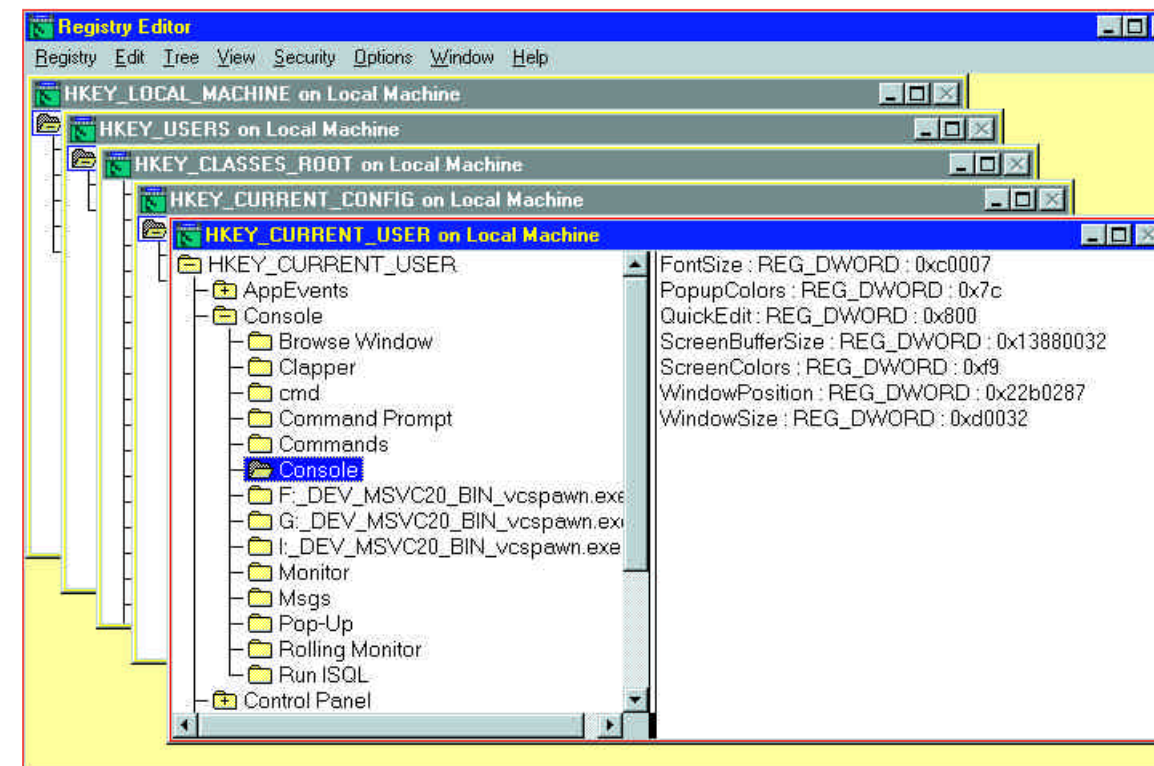 Registry Editor
Registry Edit Tree View Security Options Window Help
HKEY_LOCAL_MACHINE on Local Machine
HKEY_USERS on Local Machine
HKEY_CLASSES_ROOT on Local Machine
HKEY_CURRENT_CONFIG on Local Machine
HKEY_CURRENT_USER on Local Machine
HKEY_CURRENT_USER
AppEvents
Console
Browse Window
Clapper
cmd
Command Prompt
Commands
Console
F:_DEV_MSVC20_BIN_vcspawn.exe
G:_DEV_MSVC20_BIN_vcspawn.exe
I:_DEV_MSVC20_BIN_vcspawn.exe
Monitor
Msgs
Pop-Up
Rolling Monitor
Run ISQL
Control Panel
FontSize : REG_DWORD : 0xc0007
PopupColors : REG_DWORD : 0x7c
QuickEdit : REG_DWORD : 0x800
ScreenBufferSize : REG_DWORD : 0x13880032
ScreenColors : REG_DWORD : 0xf9
WindowPosition : REG_DWORD : 0x22b0287
WindowSize : REG_DWORD : 0xd0032